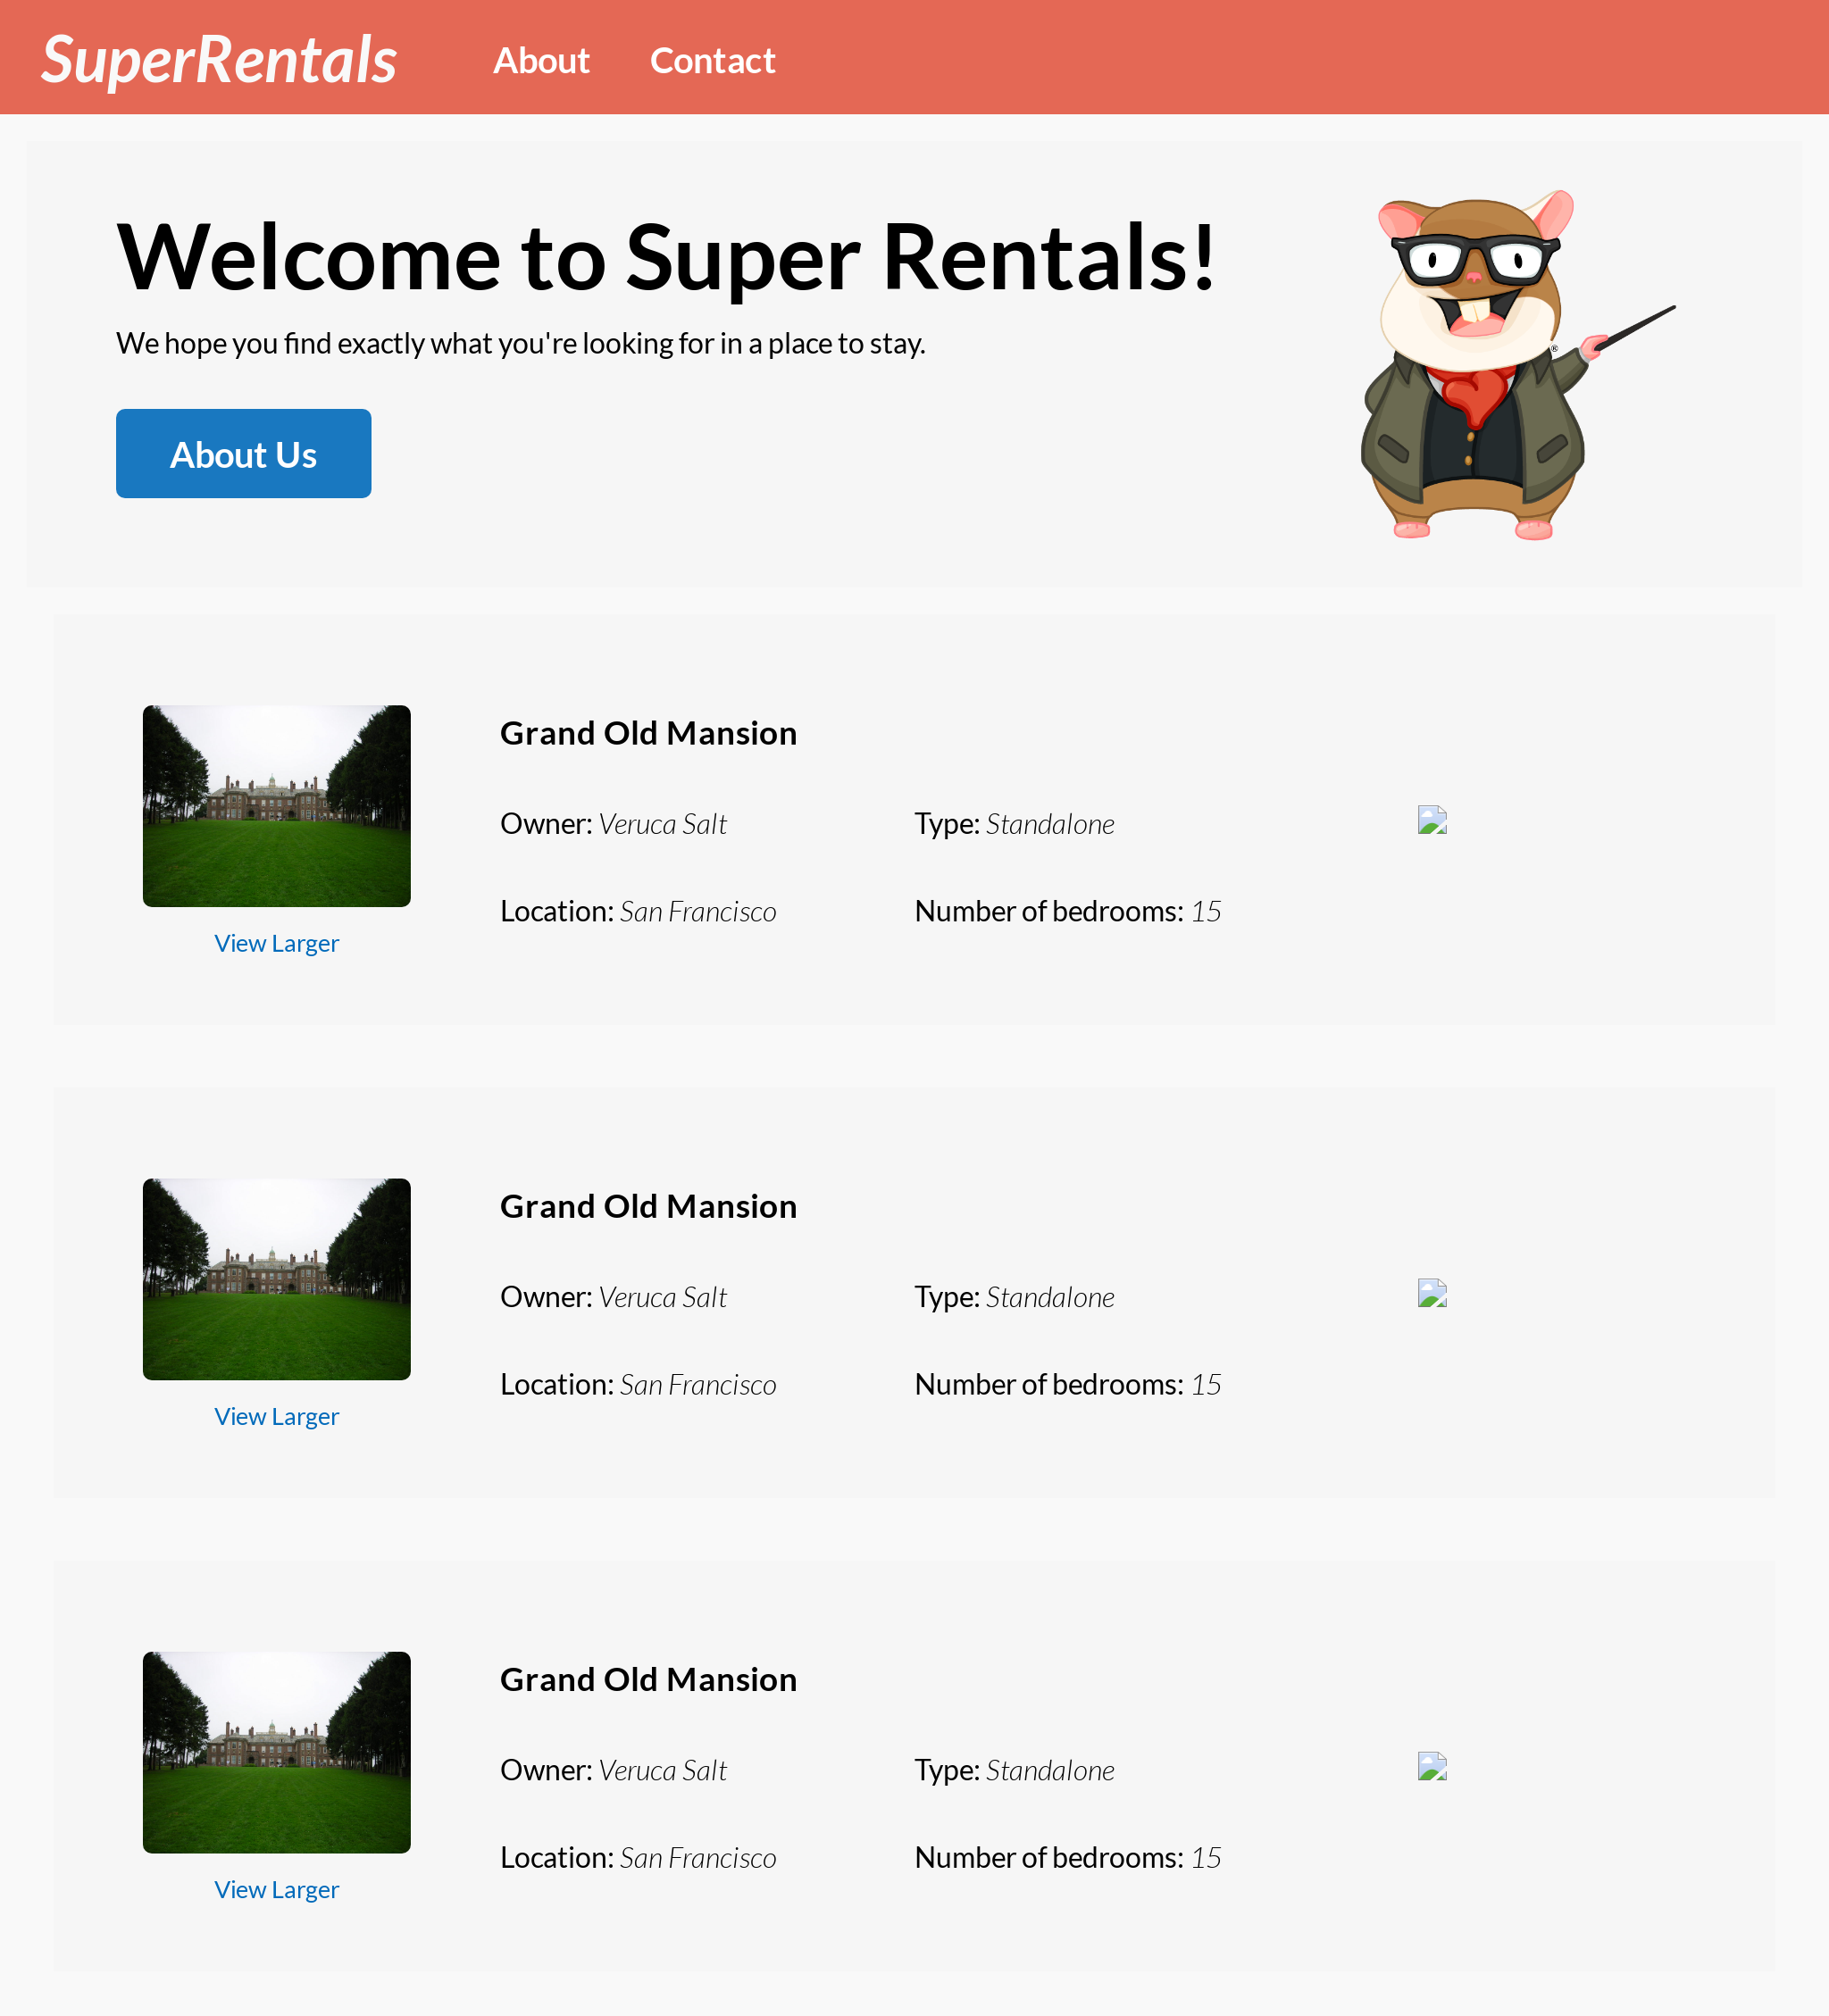 SuperRentals About Contact
Welcome to Super Rentals!
We hope you find exactly what you're looking for in a place to stay.
About Us
®
Grand Old Mansion
Owner: Veruca Salt Type: Standalone
Location: San Francisco Number of bedrooms: 15
View Larger
Grand Old Mansion
Owner: Veruca Salt Type: Standalone
Location: San Francisco Number of bedrooms: 15
View Larger
Grand Old Mansion
Owner: Veruca Salt Type: Standalone
Location: San Francisco Number of bedrooms: 15
View Larger